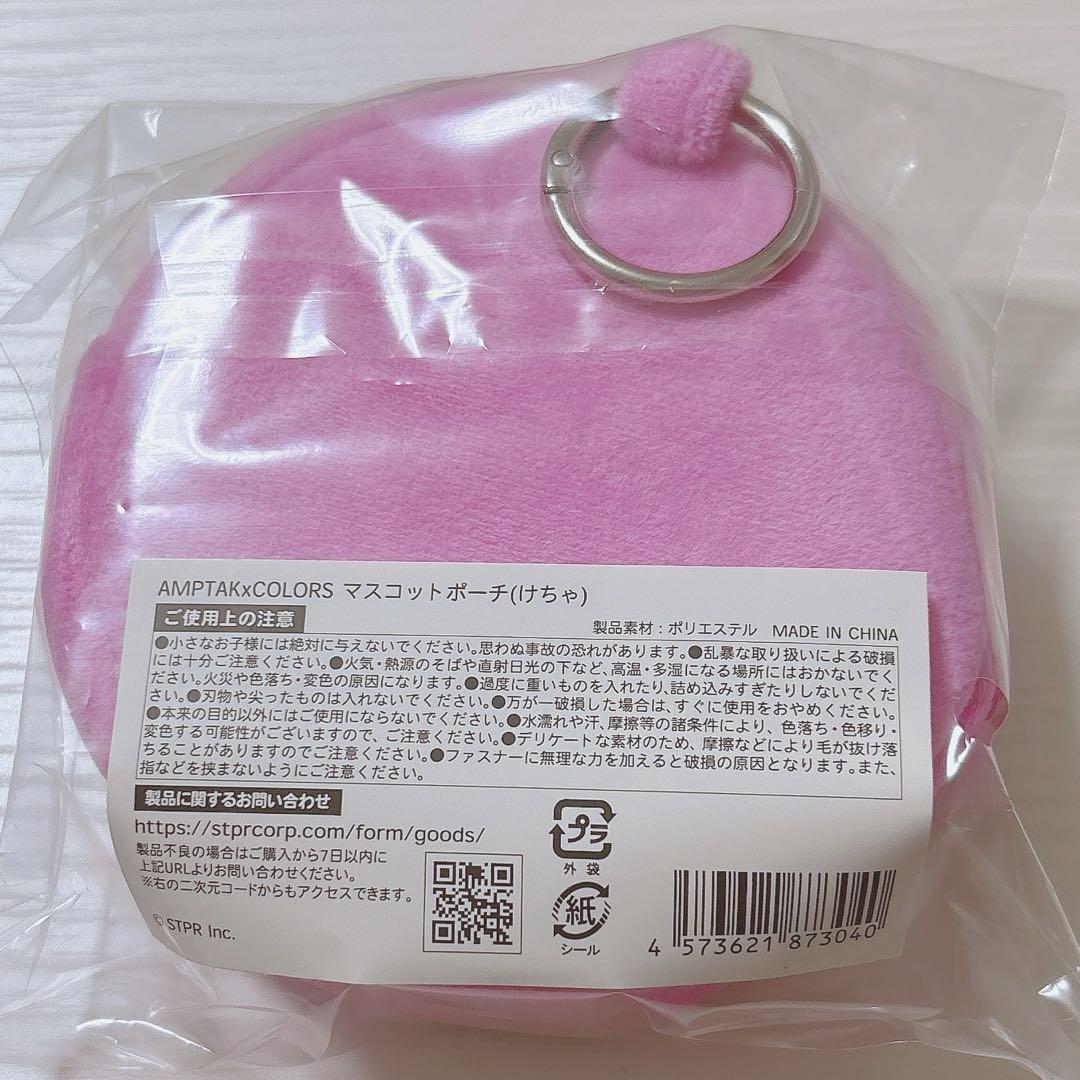 AMPTAKxCOLORS マスコットポーチ(けちゃ)
ご使用上の注意
製品素材：ポリエステル MADE IN CHINA
●小さなお子様には絶対に与えないでください。思わぬ事故の恐れがあります。●乱暴な取り扱いによる破損
には十分ご注意ください。●火気・熱源のそばや直射日光の下など、高温・多湿になる場所にはおかないでく
ださい。火災や色落ち・変色の原因になります。●過度に重いものを入れたり、詰め込みすぎたりしないでくだ
さい。●刃物や尖ったものは入れないでください。●万が一破損した場合は、すぐに使用をおやめください。
●本来の目的以外にはご使用にならないでください。●水濡れや汗、摩擦等の諸条件により、色落ち・色移り・
変色する可能性がございますので、ご注意ください。●デリケートな素材のため、摩擦などにより毛が抜け落
ちることがありますのでご注意ください。●ファスナーに無理な力を加えると破損の原因となります。また、
指などを挟まないようにご注意ください。
製品に関するお問い合わせ
https://stprcorp.com/form/goods/
製品不良の場合はご購入から7日以内に
上記URLよりお問い合わせください。
※右の二次元コードからもアクセスできます。
© STPR Inc.
プラ
外袋
紙
シール
4 573621 873040